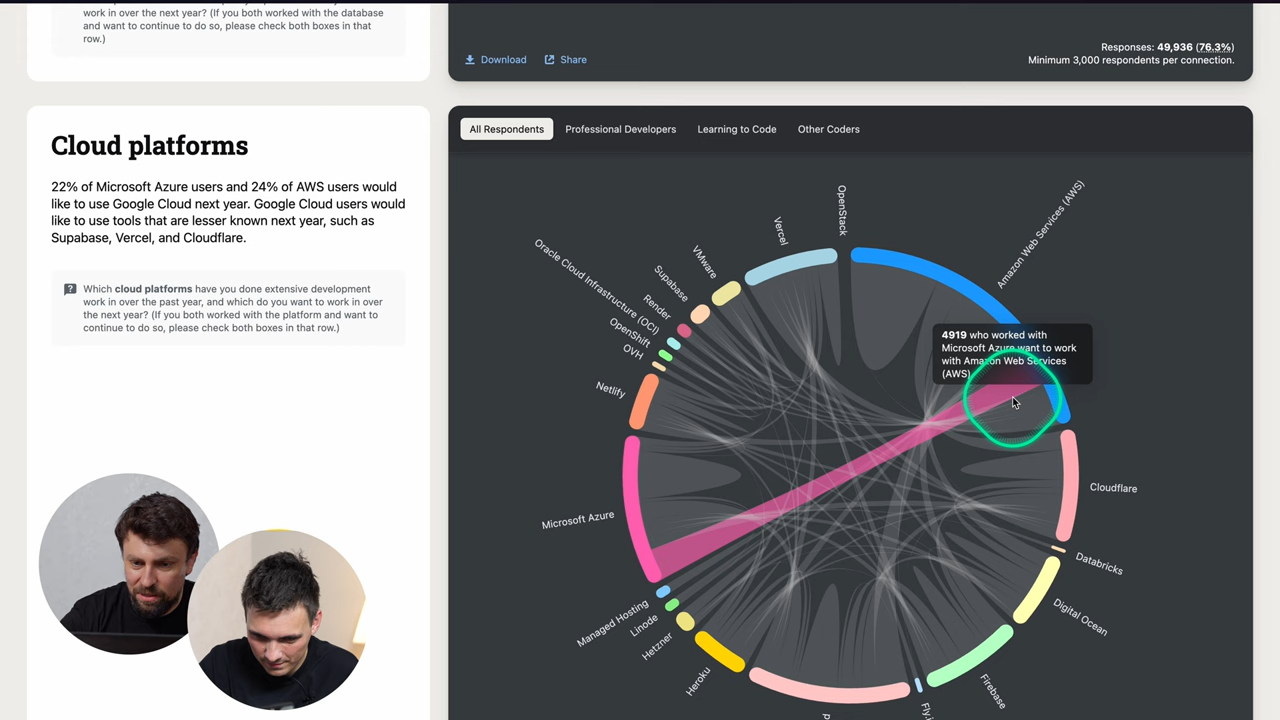 work in over the next year? (If you both worked with the database
and want to continue to do so, please check both boxes in that
row.)
Download
Share
Responses: 49,936 (76.3%)
Minimum 3,000 respondents per connection.
Cloud platforms
22% of Microsoft Azure users and 24% of AWS users would
like to use Google Cloud next year. Google Cloud users would
like to use tools that are lesser known next year, such as
Supabase, Vercel, and Cloudflare.
Which cloud platforms have you done extensive development
work in over the past year, and which do you want to work in over
the next year? (If you both worked with the platform and want to
continue to do so, please check both boxes in that row.)
All Respondents
Professional Developers
Learning to Code
Other Coders
OpenStack
Amazon Web Services (AWS)
Vercel
VMware
Supabase
Render
Oracle Cloud Infrastructure (OCI)
OpenShift
OVH
Netlify
4919 who worked with
Microsoft Azure want to work
with Amazon Web Services
(AWS)
Microsoft Azure
Cloudflare
Databricks
Digital Ocean
Firebase
Managed Hosting
Linode
Hetzner
Heroku